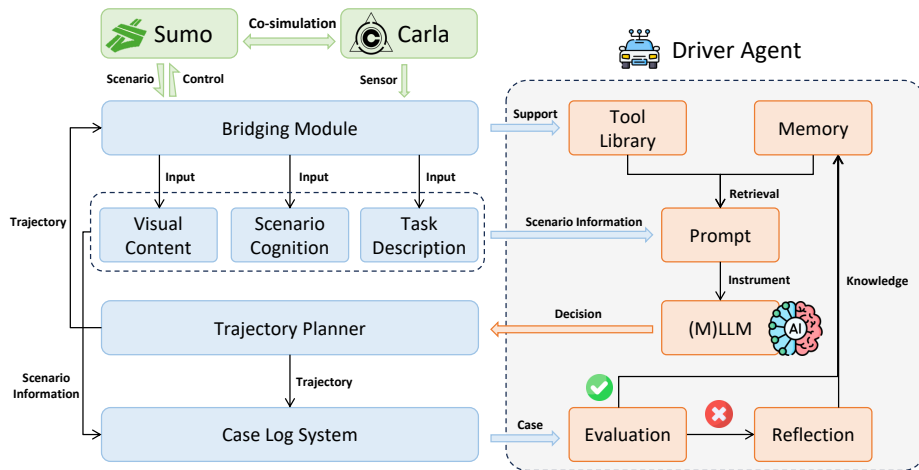 Sumo
Co-simulation
Carla
Driver Agent
Scenario
Control
Sensor
Bridging Module
Support
Tool
Library
Memory
Input
Input
Input
Retrieval
Trajectory
Visual
Content
Scenario
Cognition
Task
Description
Scenario Information
Prompt
Instrument
Knowledge
Trajectory Planner
Decision
(M)LLM
AI
Scenario
Information
Trajectory
Case Log System
Case
Evaluation
Reflection